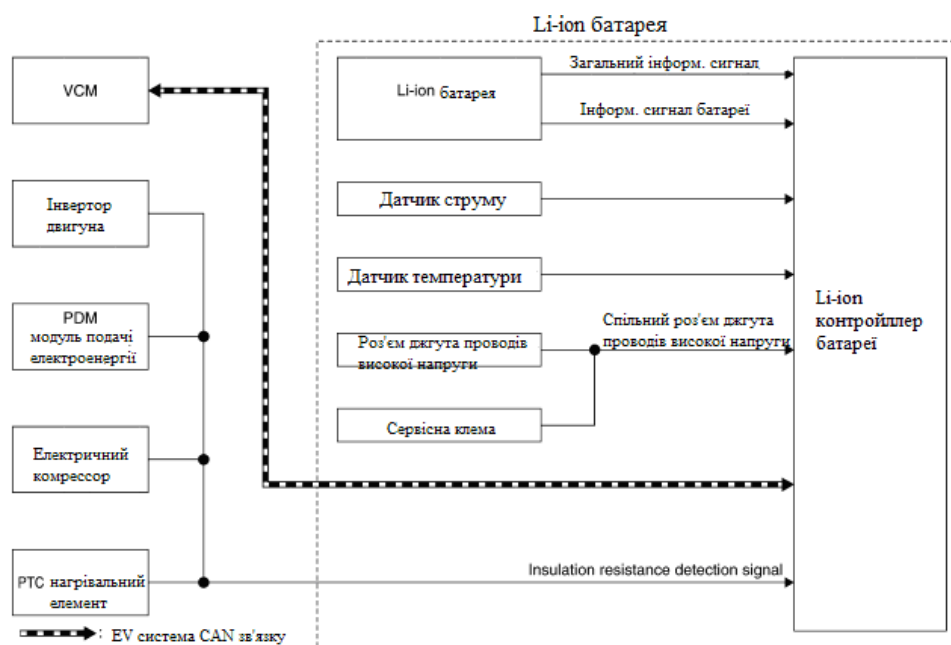 Li-ion батарея
VCM
Li-ion батарея
Загальний інформ. сигнал
Інформ. сигнал батареї
Інвертор
двигуна
Датчик струму
Датчик температури
PDM
модуль подачі
електроенергії
Роз'єм джгута проводів
високої напруги
Спільний роз'єм джгута
проводів високої напруги
Li-ion
контройллер
батареї
Сервісна клема
Електричний
комрессор
PTC нагрівальний
елемент
Insulation resistance detection signal
: EV система CAN зв'язку